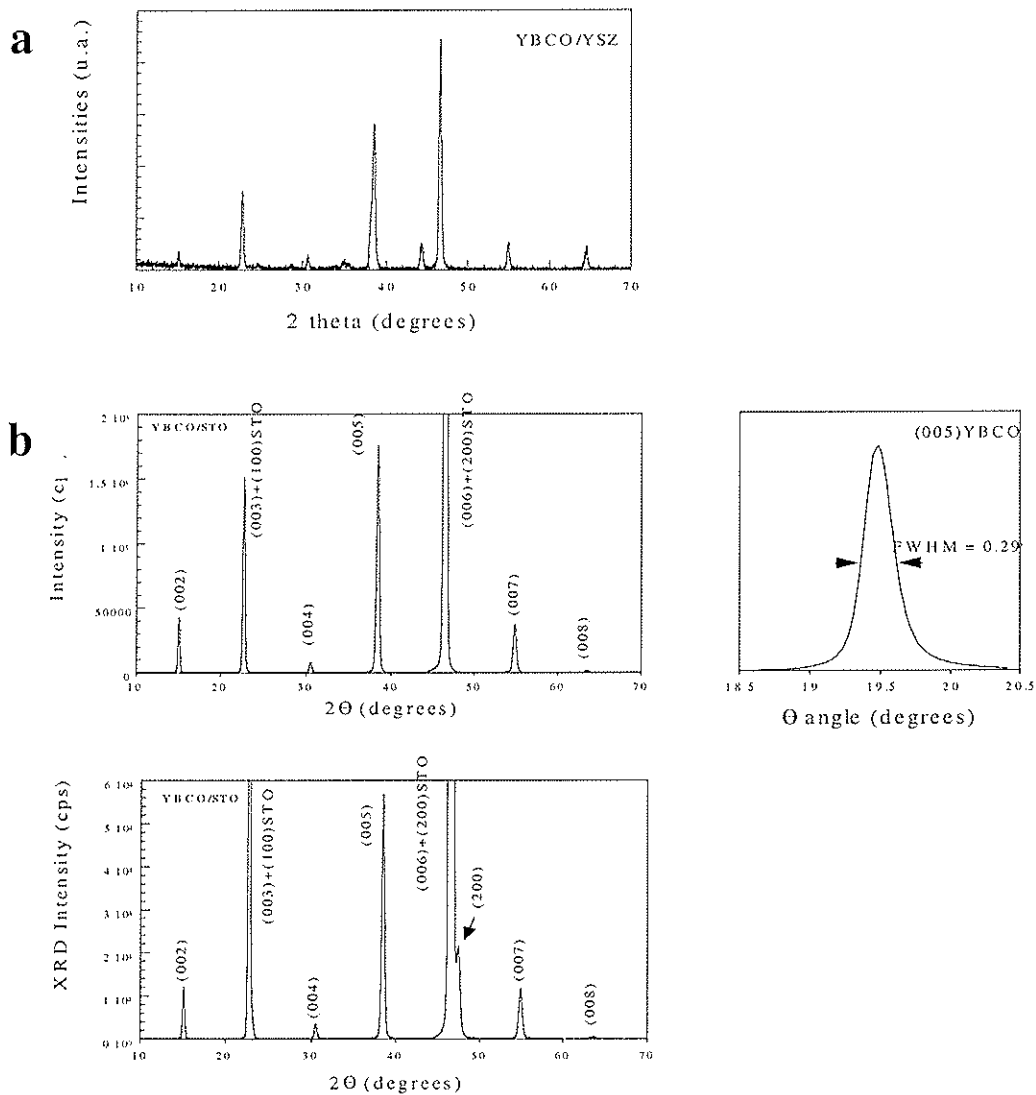 a
YBCO/YSZ
Intensities (u.a.)
10 20 30 40 50 60 70
2 theta (degrees)
b
YBCO/STO
(002)
(003)+(100)STO
(004)
(005)
(006)+(200)STO
(007)
(008)
50000
0
10 20 30 40 50 60 70
2Θ (degrees)
(005)YBCO
FWHM = 0.29
18.5 19 19.5 20 20.5
Θ angle (degrees)
XRD Intensity (cps)
YBCO/STO
(002)
(003)+(100)STO
(004)
(005)
(006)+(200)STO
(200)
(007)
(008)
10 20 30 40 50 60 70
2Θ (degrees)